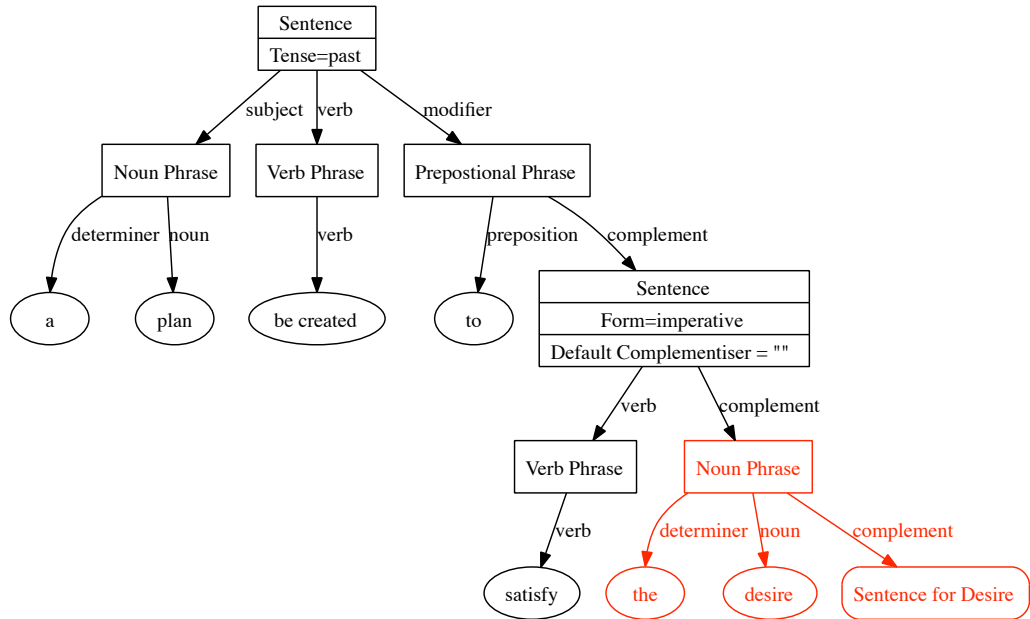 Sentence
Tense=past
subject
verb
modifier
Noun Phrase
Verb Phrase
Prepostional Phrase
determiner
noun
verb
preposition
complement
a
plan
be created
to
Sentence
Form=imperative
Default Complementiser = ""
verb
complement
Verb Phrase
Noun Phrase
verb
determiner
noun
complement
satisfy
the
desire
Sentence for Desire